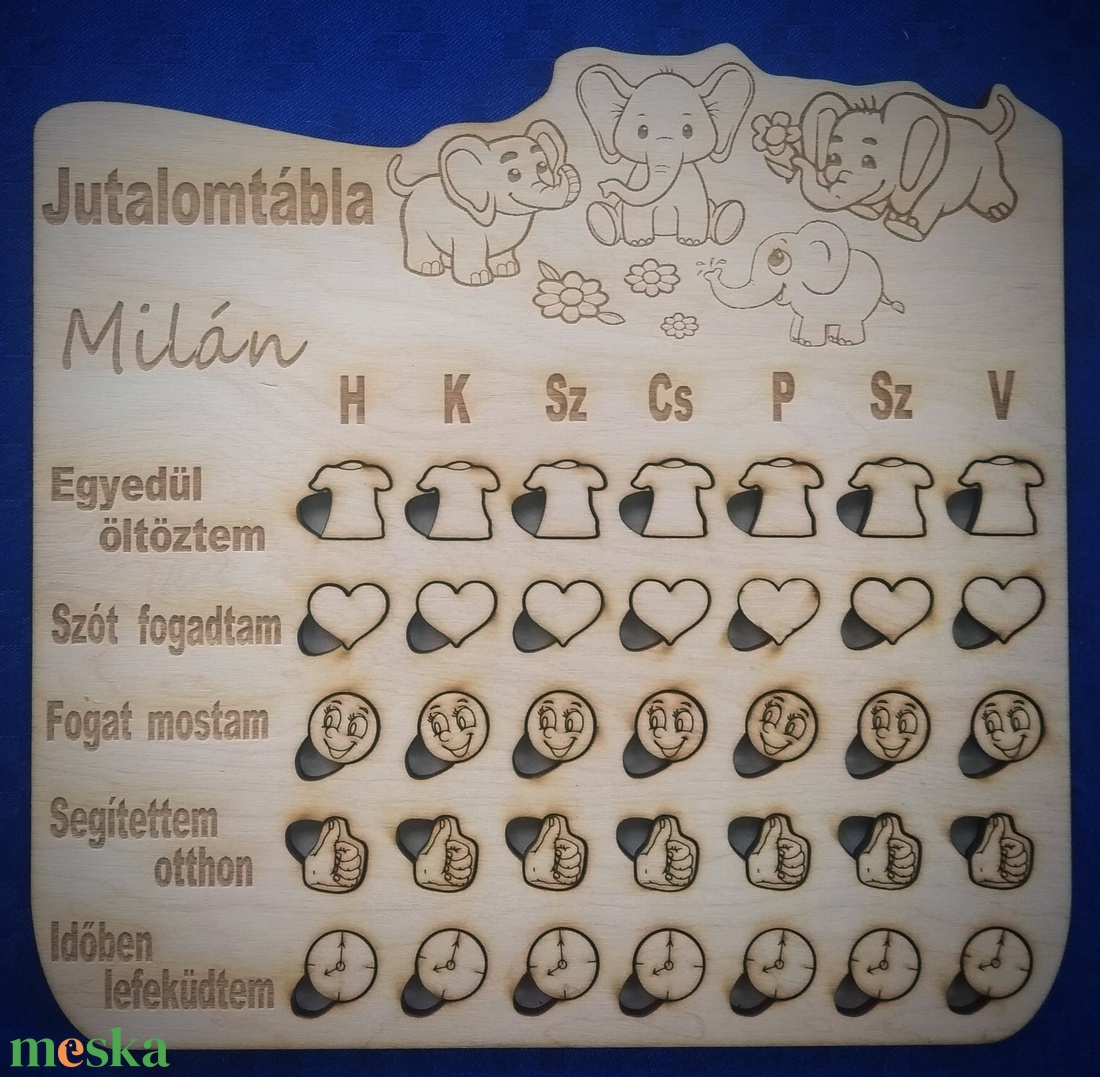 Jutalomtábla
Milán
H K Sz Cs P Sz V
Egyedül
öltöztem
Szót fogadtam
Fogat mostam
Segítettem
otthon
Időben
lefeküdtem
meska